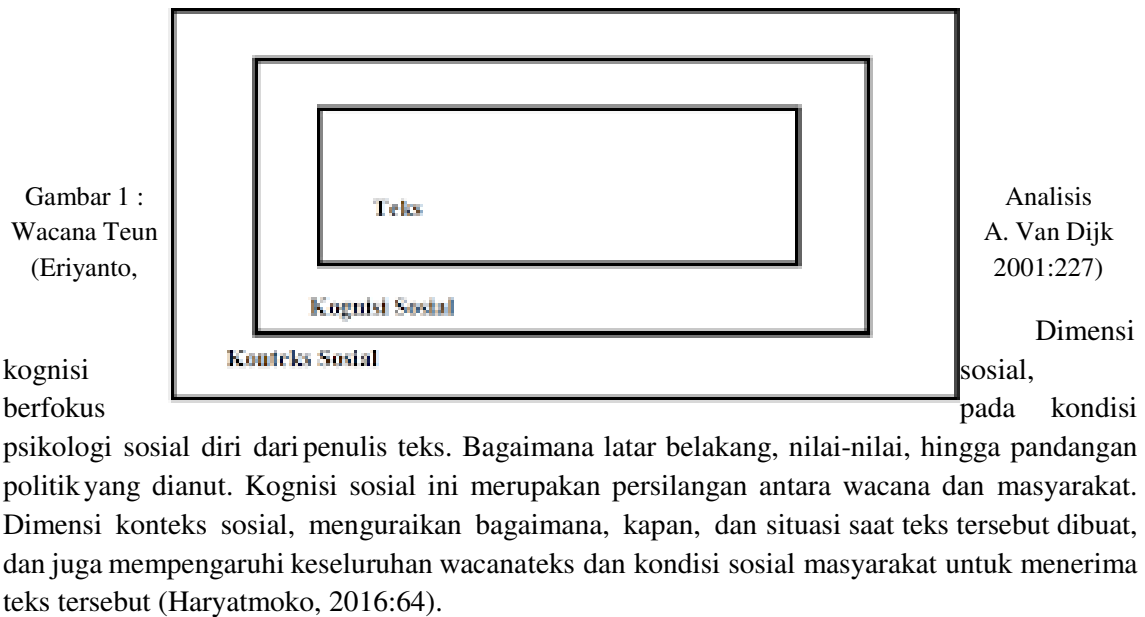 Teks
Kognisi Sosial
Konteks Sosial
Gambar 1 : Analisis
Wacana Teun A. Van Dijk
(Eriyanto, 2001:227)
Dimensi
kognisi sosial,
berfokus pada kondisi
psikologi sosial diri dari penulis teks. Bagaimana latar belakang, nilai-nilai, hingga pandangan
politik yang dianut. Kognisi sosial ini merupakan persilangan antara wacana dan masyarakat.
Dimensi konteks sosial, menguraikan bagaimana, kapan, dan situasi saat teks tersebut dibuat,
dan juga mempengaruhi keseluruhan wacanateks dan kondisi sosial masyarakat untuk menerima
teks tersebut (Haryatmoko, 2016:64).